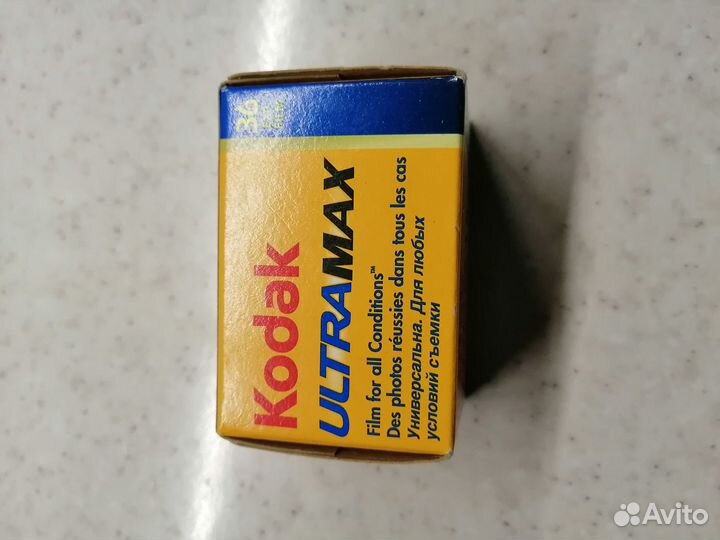 Kodak
ULTRAMAX
Film for all Conditions™
Des photos réussies dans tous les cas
Универсальна. Для любых
условий съемки
36
Avito